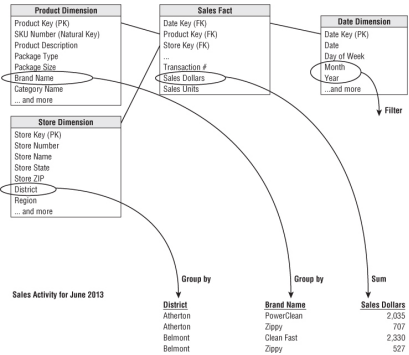 Product Dimension
Product Key (PK)
SKU Number (Natural Key)
Product Description
Package Type
Package Size
Brand Name
Category Name
... and more
Sales Fact
Date Key (FK)
Product Key (FK)
Store Key (FK)
...
Transaction #
Sales Dollars
Sales Units
Date Dimension
Date Key (PK)
Date
Day of Week
Month
Year
...and more
Filter
Store Dimension
Store Key (PK)
Store Number
Store Name
Store State
Store ZIP
District
Region
... and more
Group by
Group by
Sum
Sales Activity for June 2013
District Brand Name Sales Dollars
Atherton PowerClean 2,035
Atherton Zippy 707
Belmont Clean Fast 2,330
Belmont Zippy 527